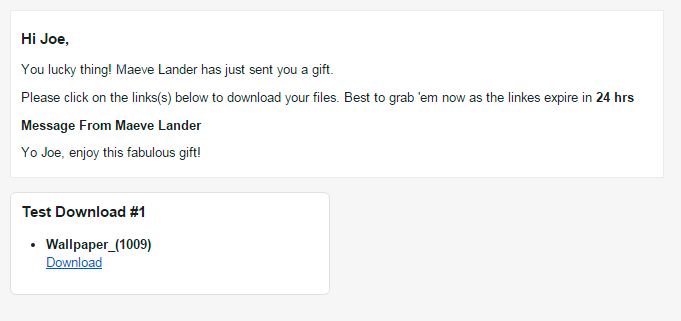 Hi Joe,
You lucky thing! Maeve Lander has just sent you a gift.
Please click on the links(s) below to download your files. Best to grab 'em now as the linkes expire in 24 hrs
Message From Maeve Lander
Yo Joe, enjoy this fabulous gift!
Test Download #1
Wallpaper_(1009)
Download